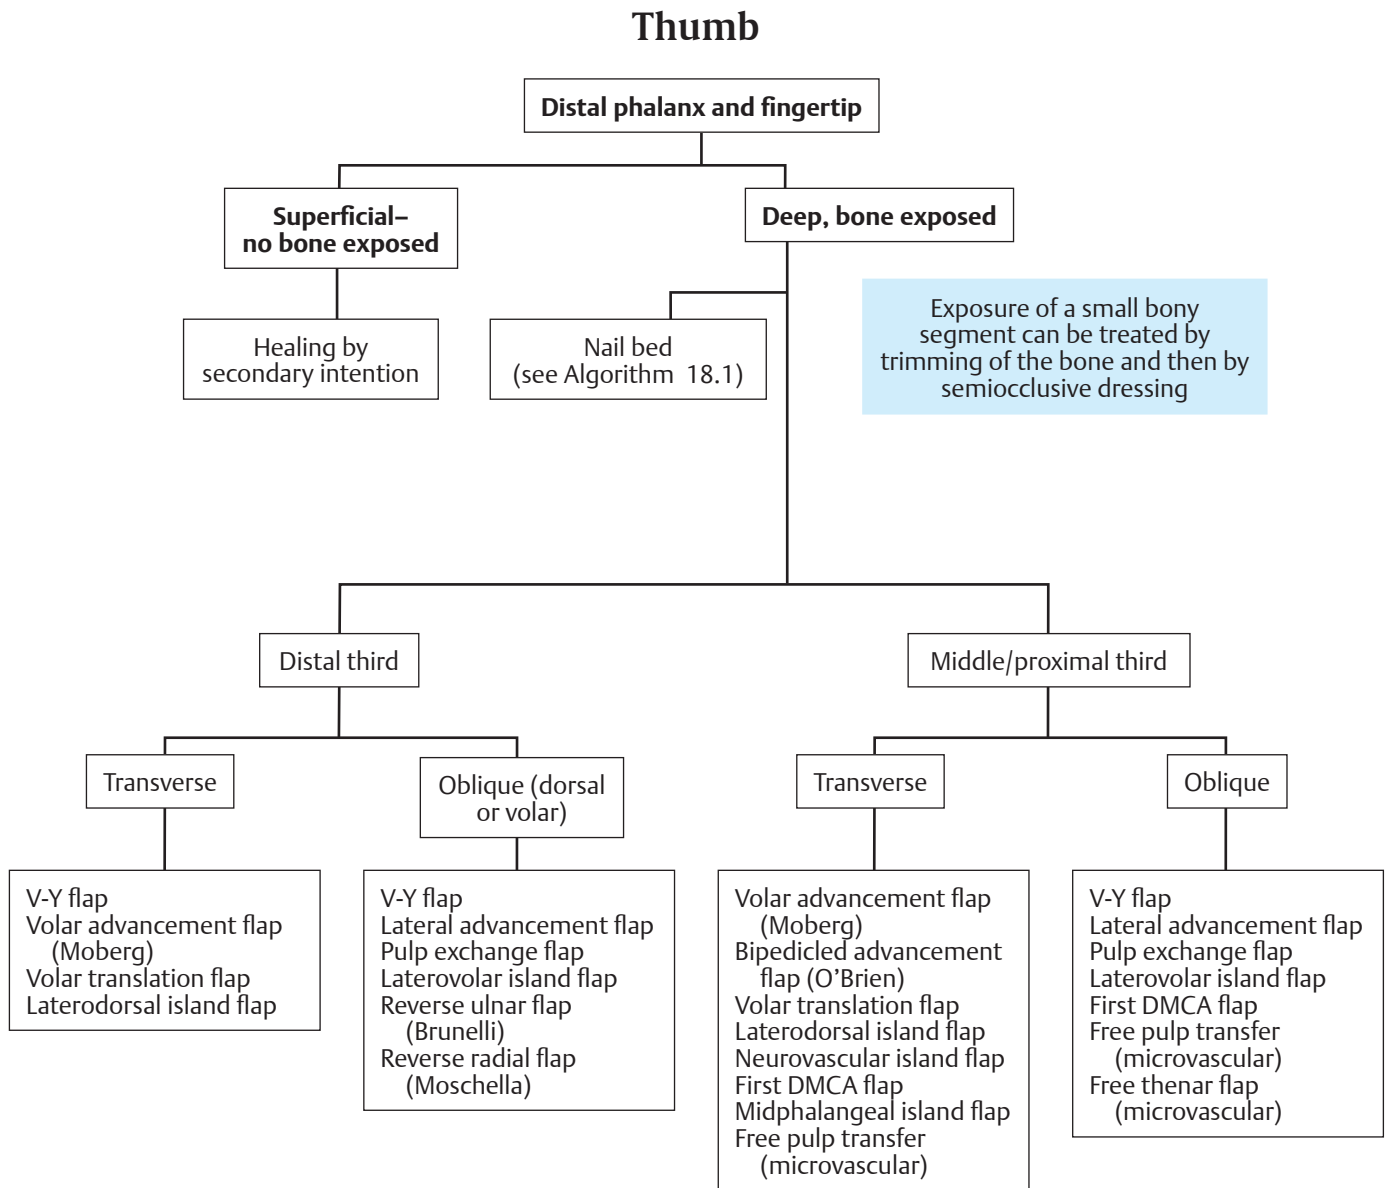 Thumb
Distal phalanx and fingertip
Superficial–
no bone exposed
Deep, bone exposed
Healing by
secondary intention
Nail bed
(see Algorithm 18.1)
Exposure of a small bony
segment can be treated by
trimming of the bone and then by
semiocclusive dressing
Distal third
Middle/proximal third
Transverse
Oblique (dorsal
or volar)
Transverse
Oblique
V-Y flap
Volar advancement flap
(Moberg)
Volar translation flap
Laterodorsal island flap
V-Y flap
Lateral advancement flap
Pulp exchange flap
Laterovolar island flap
Reverse ulnar flap
(Brunelli)
Reverse radial flap
(Moschella)
Volar advancement flap
(Moberg)
Bipedicled advancement
flap (O’Brien)
Volar translation flap
Laterodorsal island flap
Neurovascular island flap
First DMCA flap
Midphalangeal island flap
Free pulp transfer
(microvascular)
V-Y flap
Lateral advancement flap
Pulp exchange flap
Laterovolar island flap
First DMCA flap
Free pulp transfer
(microvascular)
Free thenar flap
(microvascular)